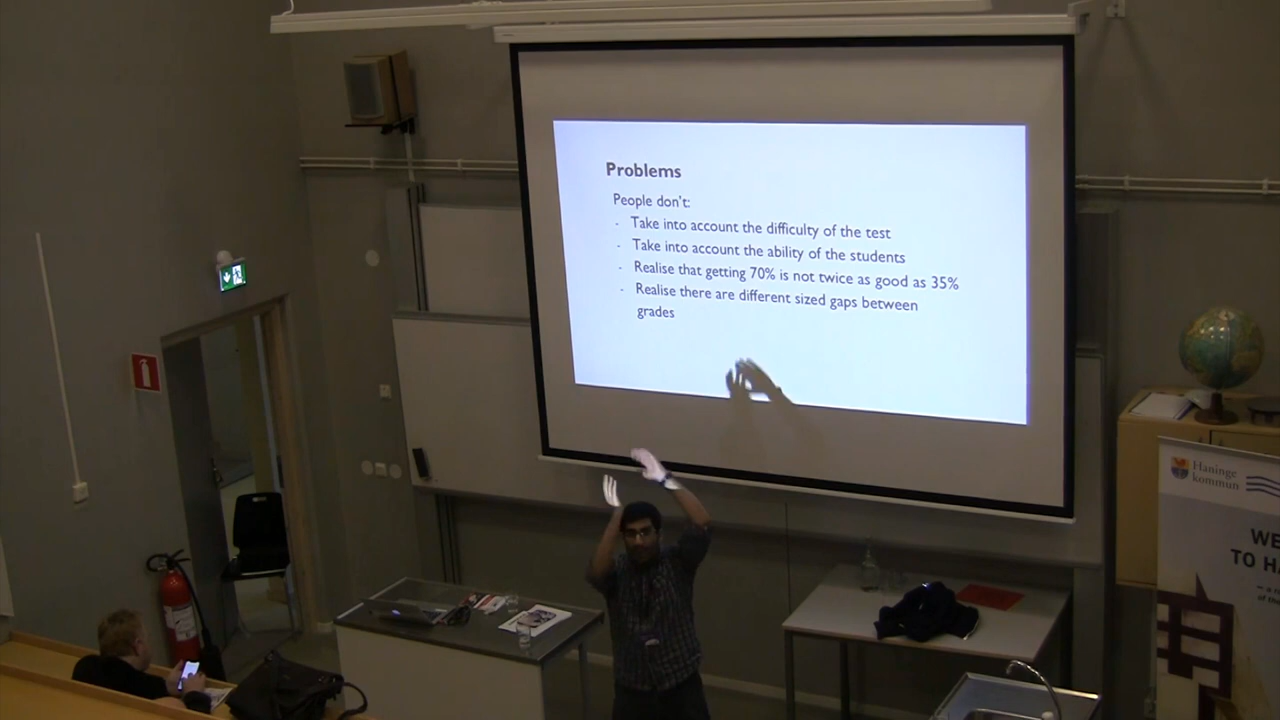 Problems
People don't:
- Take into account the difficulty of the test
- Take into account the ability of the students
- Realise that getting 70% is not twice as good as 35%
- Realise there are different sized gaps between
grades
Haninge
kommun
WE
TO H